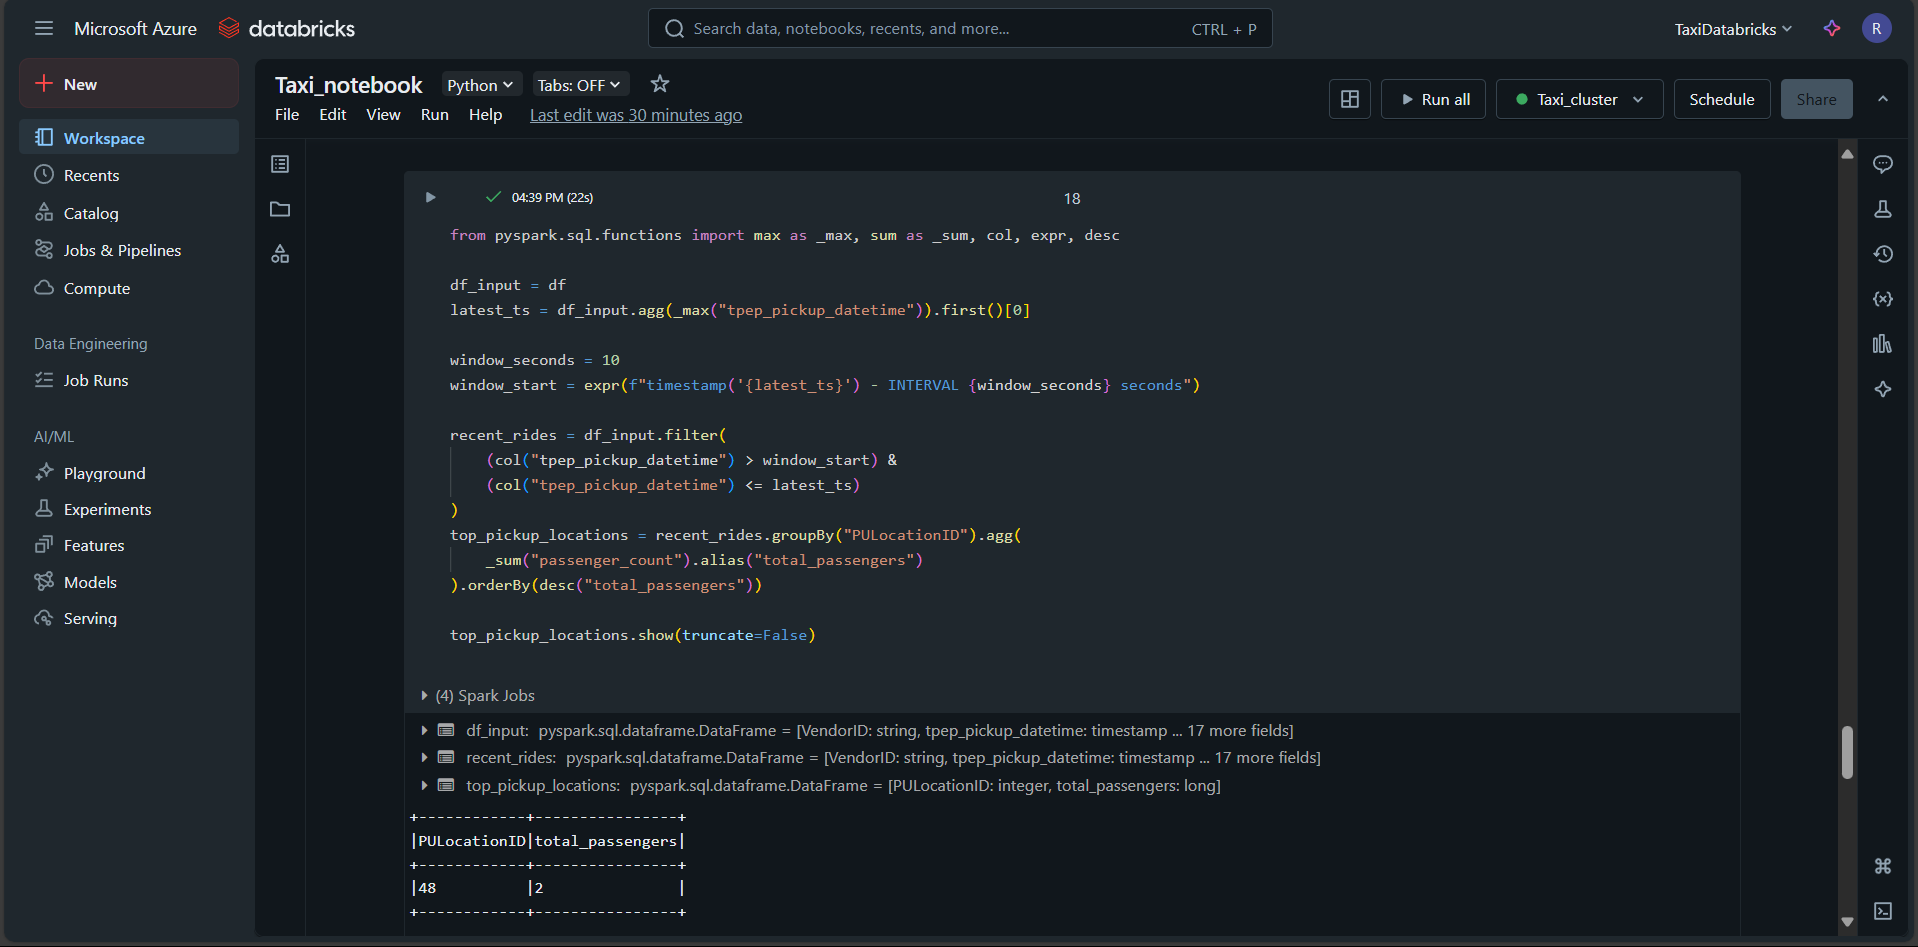 Microsoft Azure databricks
Search data, notebooks, recents, and more... CTRL + P
TaxiDatabricks R
New
Workspace
Recents
Catalog
Jobs & Pipelines
Compute
Data Engineering
Job Runs
AI/ML
Playground
Experiments
Features
Models
Serving
Taxi_notebook Python Tabs: OFF
File Edit View Run Help Last edit was 30 minutes ago
Run all Taxi_cluster Schedule Share
04:39 PM (22s) 18
from pyspark.sql.functions import max as _max, sum as _sum, col, expr, desc
df_input = df
latest_ts = df_input.agg(_max("tpep_pickup_datetime")).first()[0]
window_seconds = 10
window_start = expr(f"timestamp('{latest_ts}') - INTERVAL {window_seconds} seconds")
recent_rides = df_input.filter(
(col("tpep_pickup_datetime") > window_start) &
(col("tpep_pickup_datetime") <= latest_ts)
)
top_pickup_locations = recent_rides.groupBy("PULocationID").agg(
_sum("passenger_count").alias("total_passengers")
).orderBy(desc("total_passengers"))
top_pickup_locations.show(truncate=False)
(4) Spark Jobs
df_input: pyspark.sql.dataframe.DataFrame = [VendorID: string, tpep_pickup_datetime: timestamp ... 17 more fields]
recent_rides: pyspark.sql.dataframe.DataFrame = [VendorID: string, tpep_pickup_datetime: timestamp ... 17 more fields]
top_pickup_locations: pyspark.sql.dataframe.DataFrame = [PULocationID: integer, total_passengers: long]
+------------+----------------+
|PULocationID|total_passengers|
+------------+----------------+
|48          |2               |
+------------+----------------+